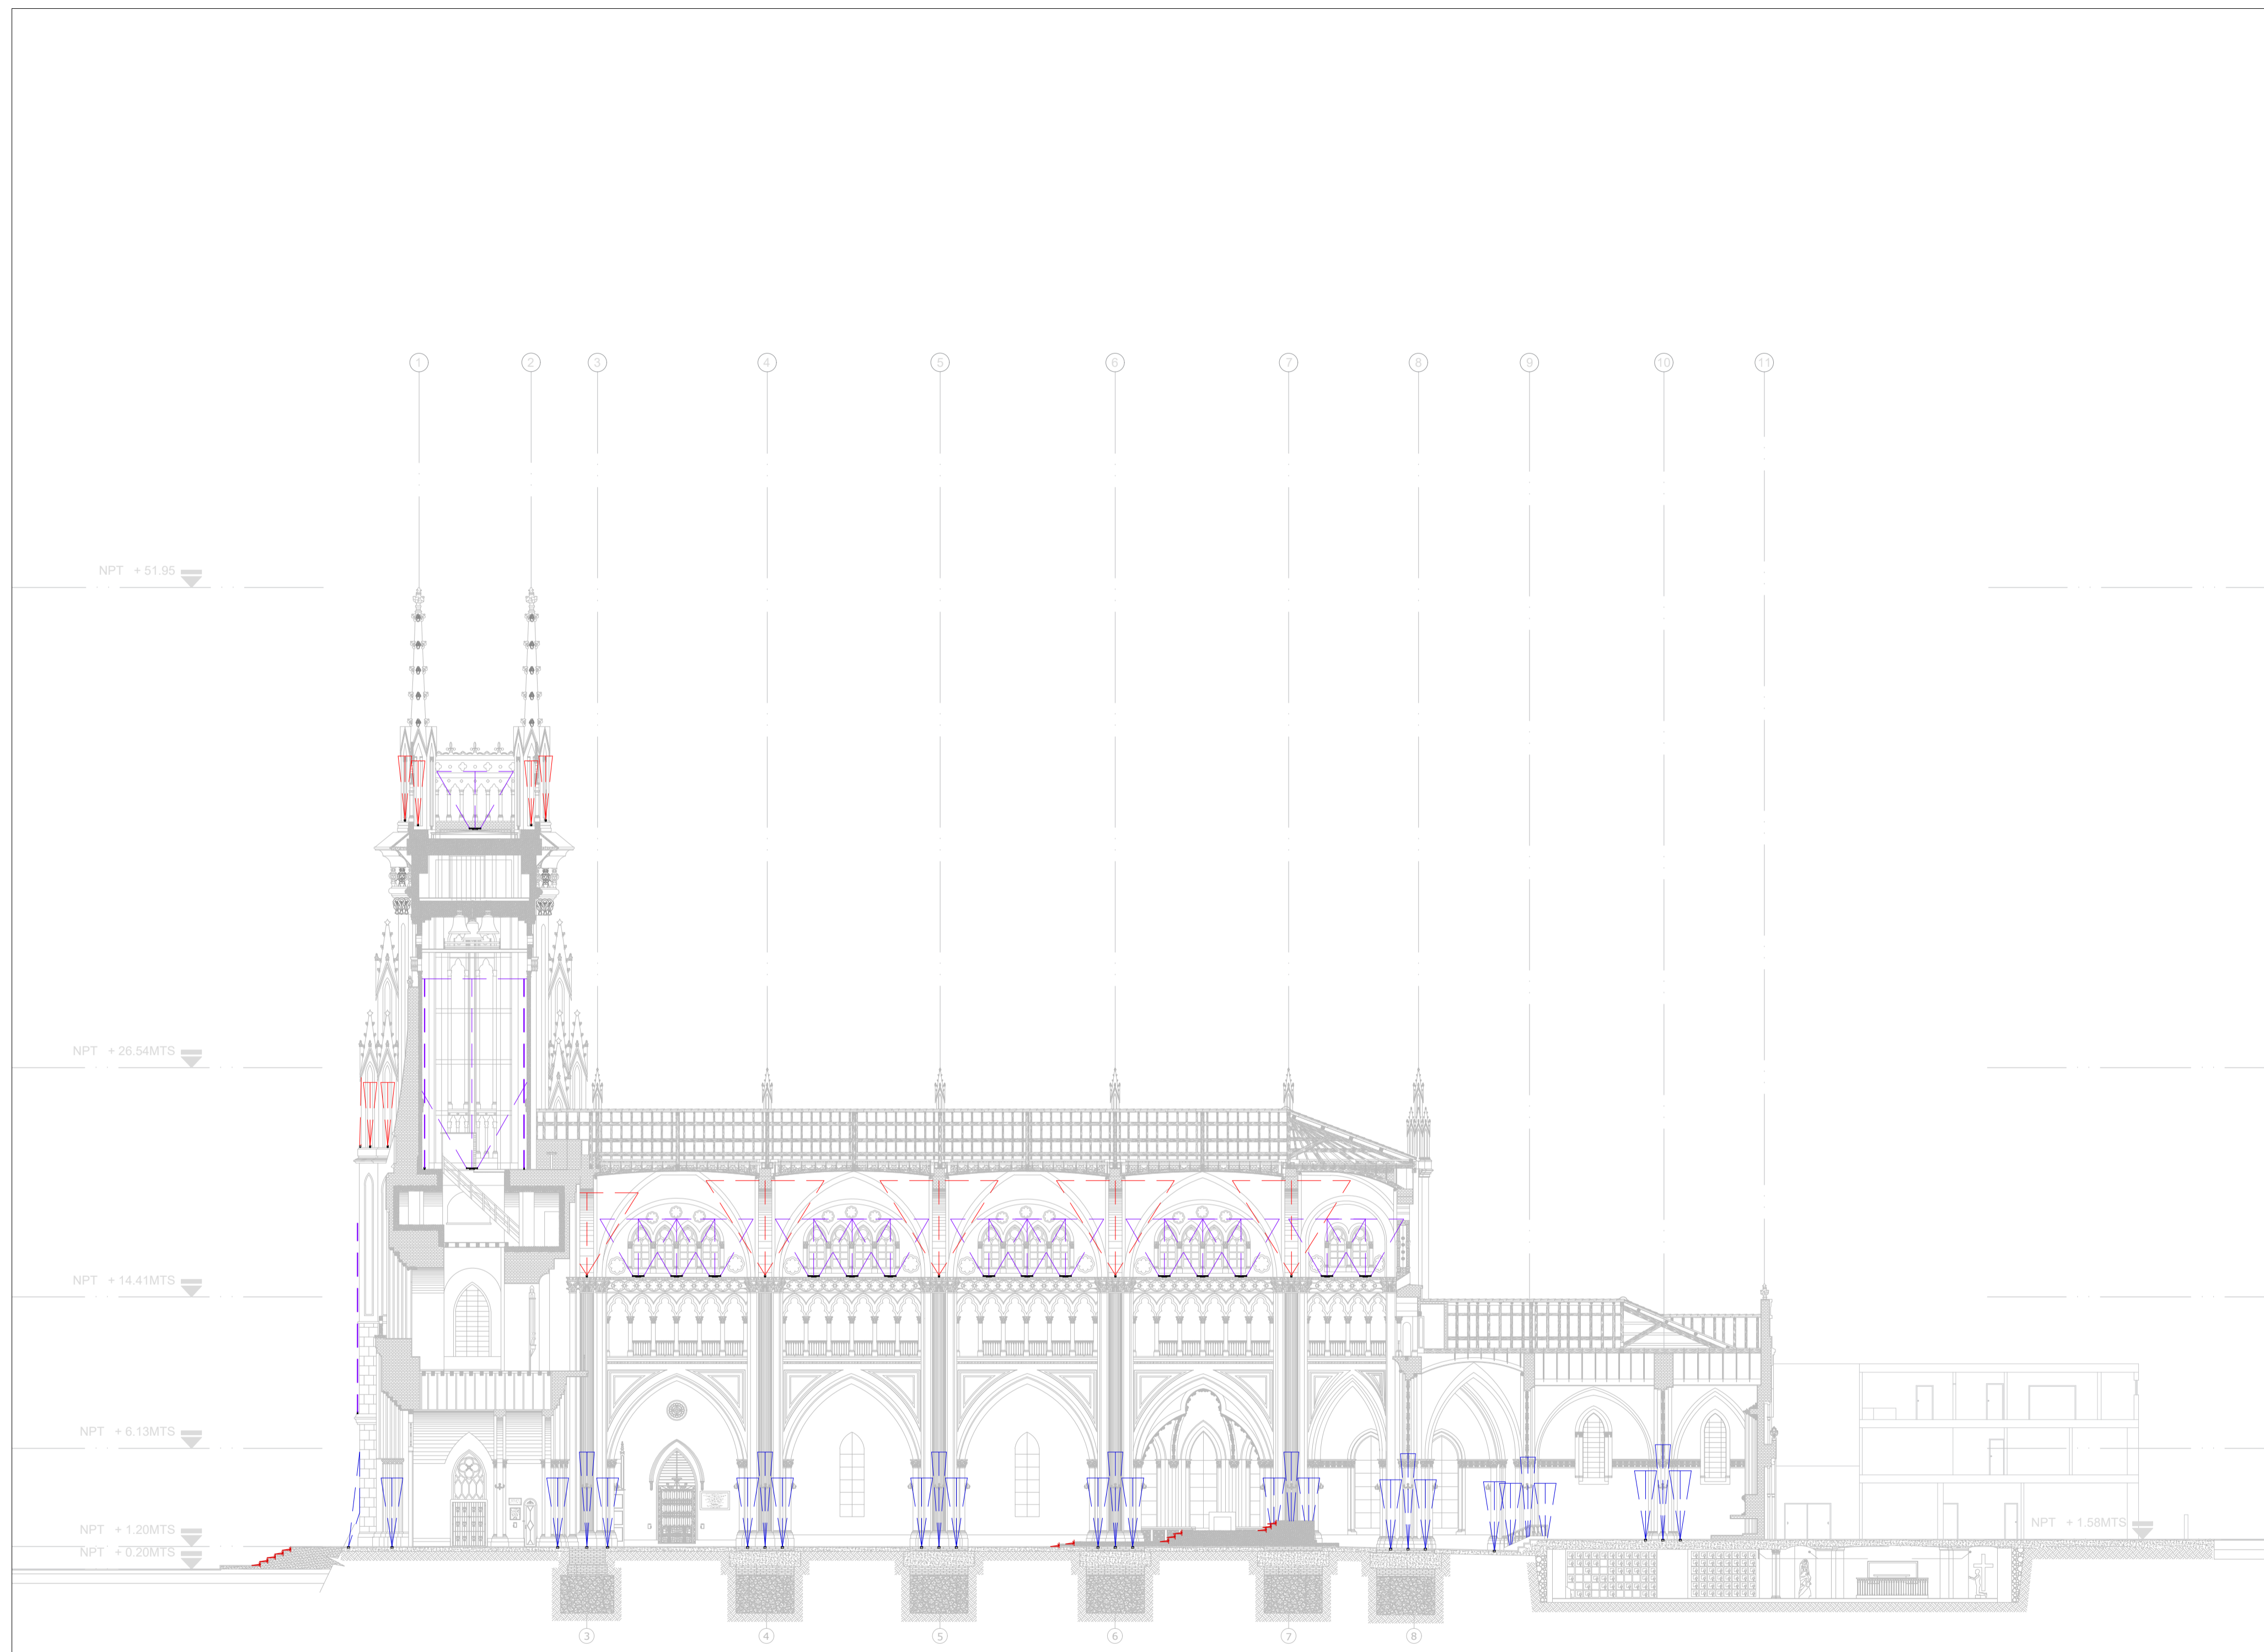 1 2 3 4 5 6 7 8 9 10 11
NPT + 51.95
NPT + 26.54MTS
NPT + 14.41MTS
NPT + 6.13MTS
NPT + 1.20MTS
NPT + 1.58MTS
NPT + 0.20MTS
3 4 5 6 7 8